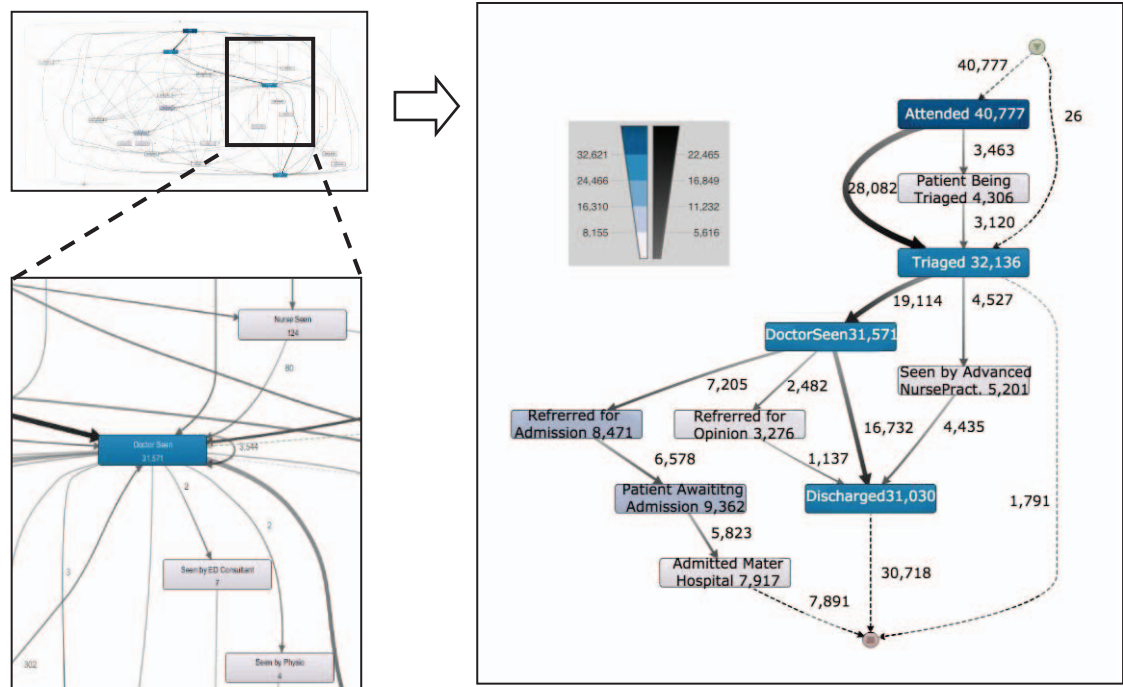 40,777
Attended 40,777
26
3,463
28,082
Patient Being
Triaged 4,306
3,120
Triaged 32,136
32,621
22,465
24,466
16,849
16,310
11,232
8,155
5,616
19,114
4,527
DoctorSeen31,571
7,205
2,482
Seen by Advanced
NursePract. 5,201
Refrerred for
Admission 8,471
Refrerred for
Opinion 3,276
16,732
4,435
6,578
1,137
Patient Awaititng
Admission 9,362
Discharged31,030
1,791
5,823
Admitted Mater
Hospital 7,917
30,718
7,891
Nurse Seen
124
80
Doctor Seen
31,571
3,544
2
2
Seen by ED Consultant
7
3
302
Seen by Physio
4